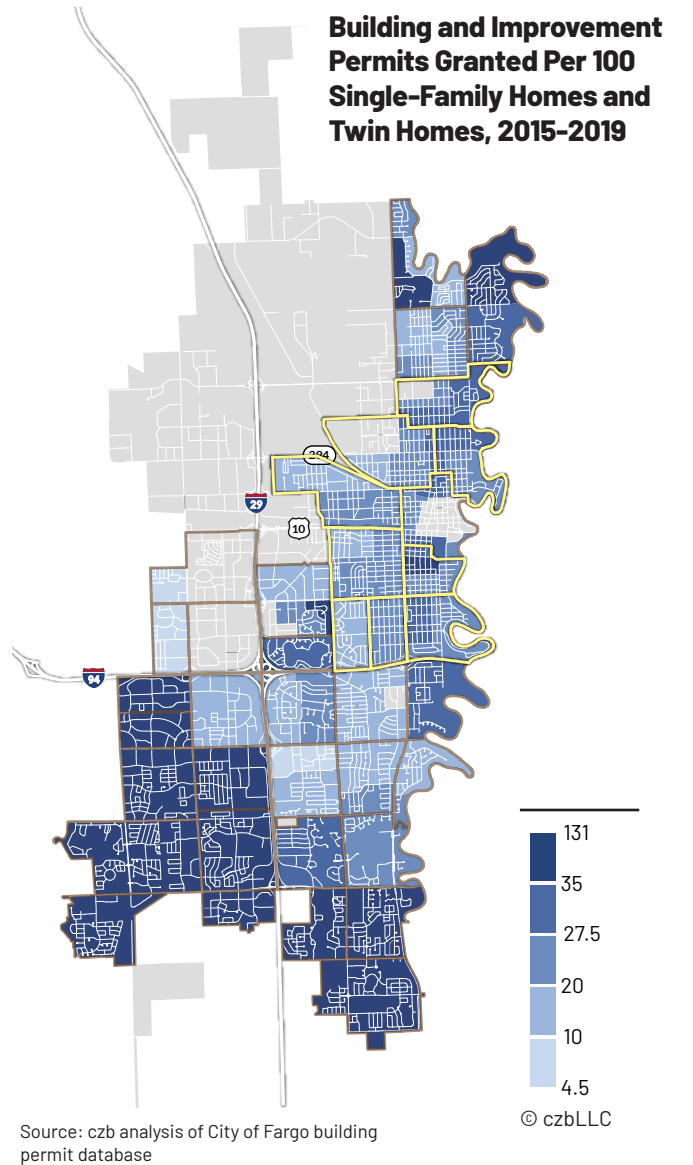 Building and Improvement
Permits Granted Per 100
Single-Family Homes and
Twin Homes, 2015-2019
294
29
10
94
131
35
27.5
20
10
4.5
© czbLLC
Source: czb analysis of City of Fargo building
permit database